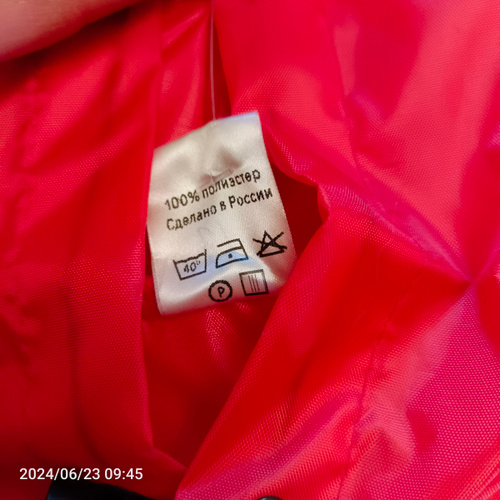 100% полиэстер
Сделано в России
40°
P
2024/06/23 09:45